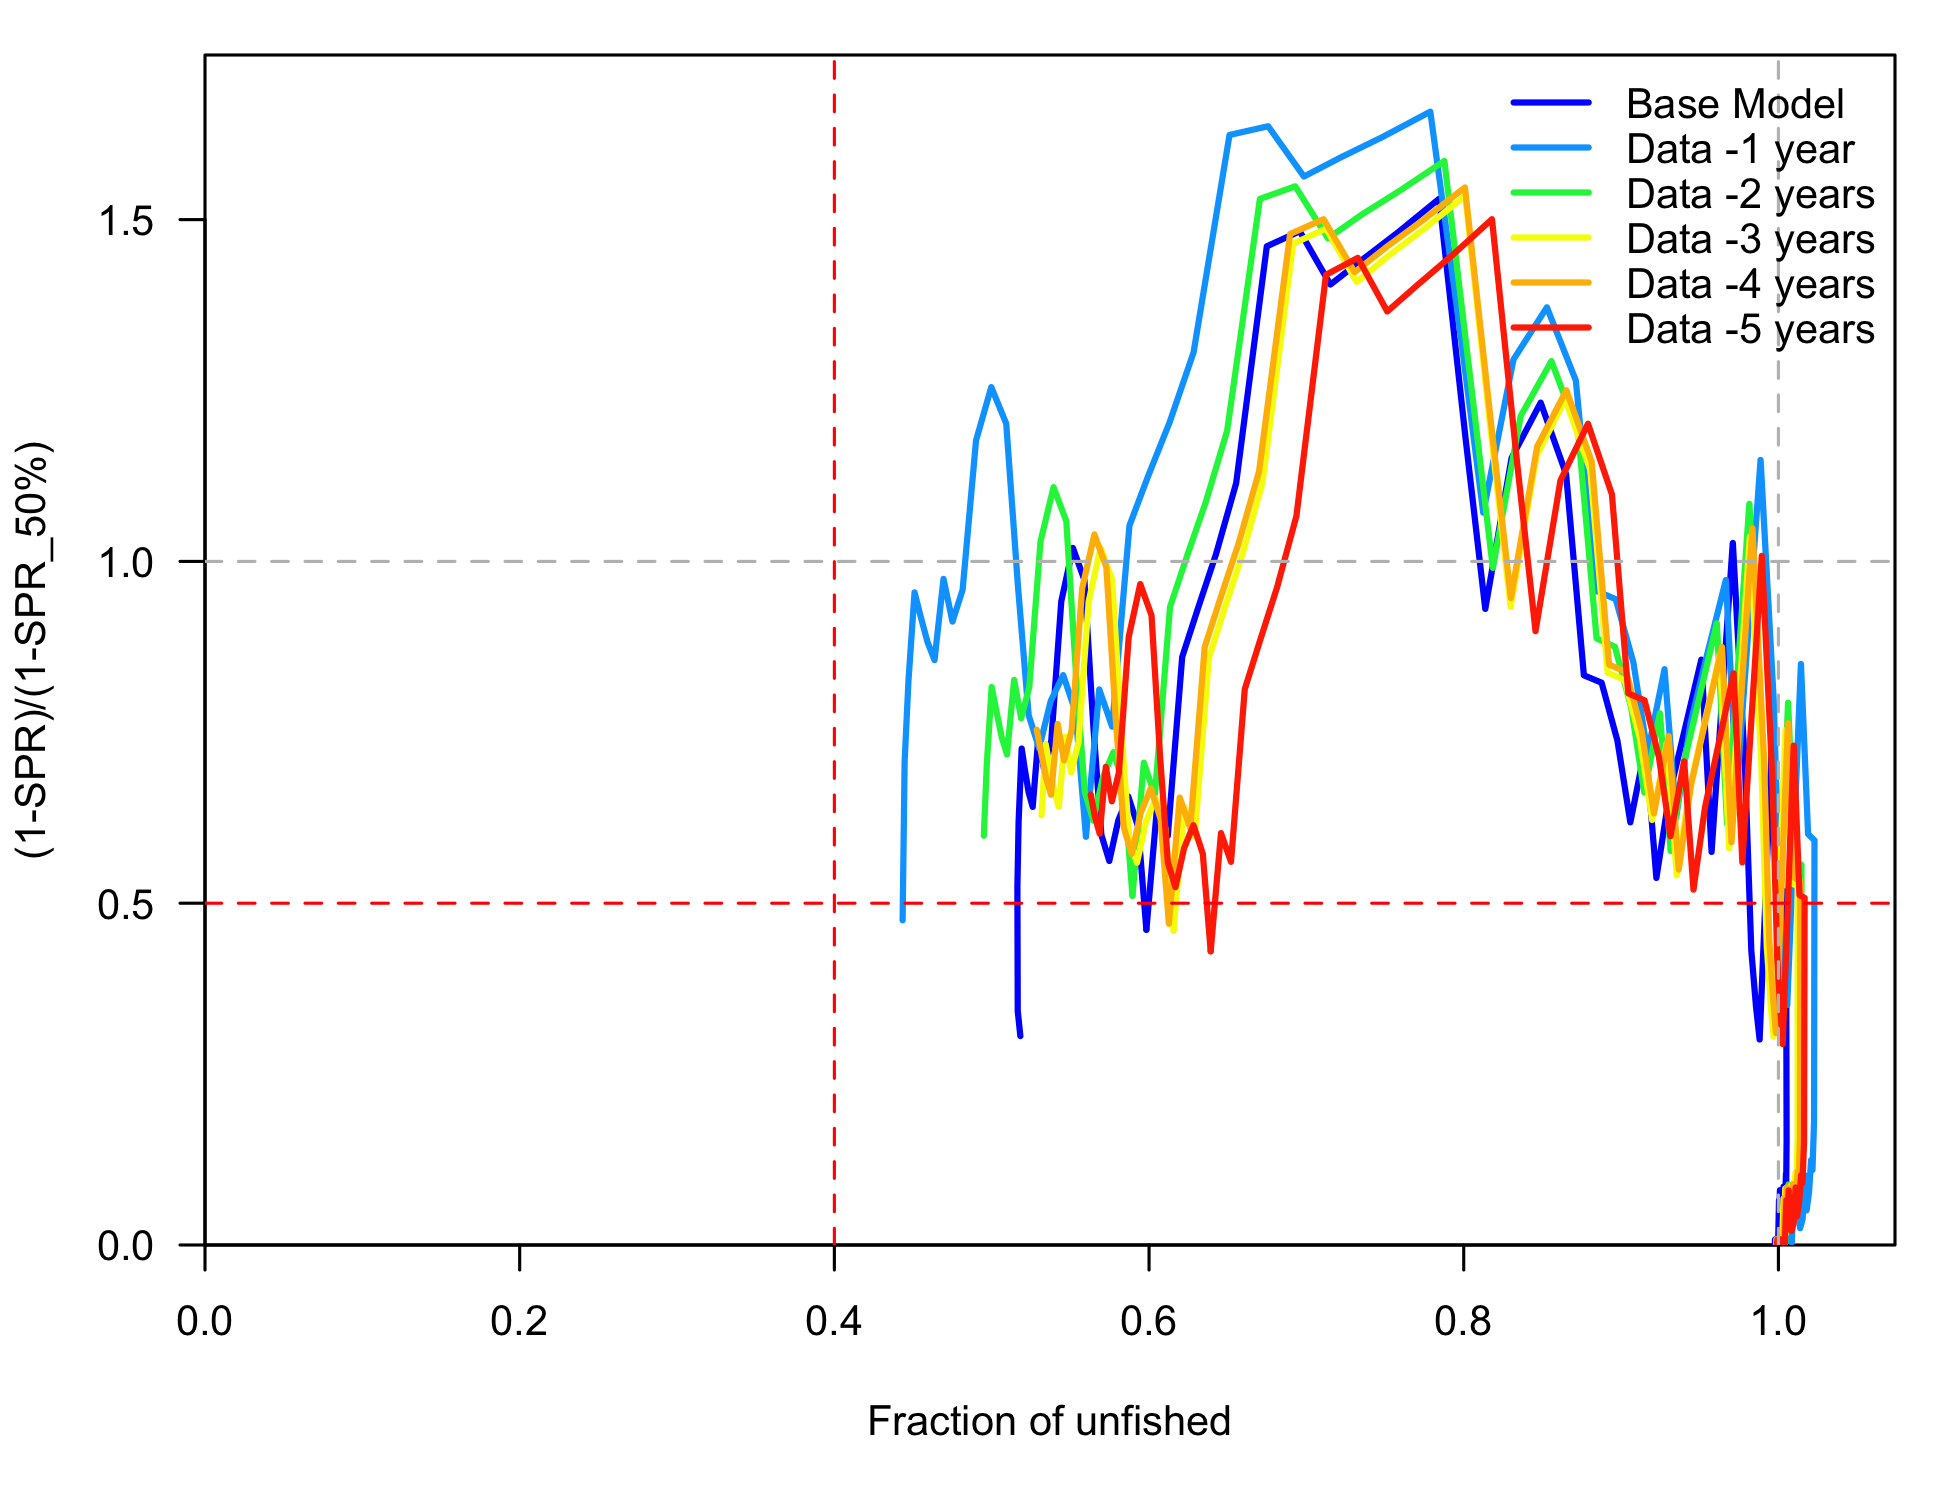 Base Model
Data -1 year
Data -2 years
Data -3 years
Data -4 years
Data -5 years
(1-SPR)/(1-SPR_50%)
1.5
1.0
0.5
0.0
0.0 0.2 0.4 0.6 0.8 1.0
Fraction of unfished